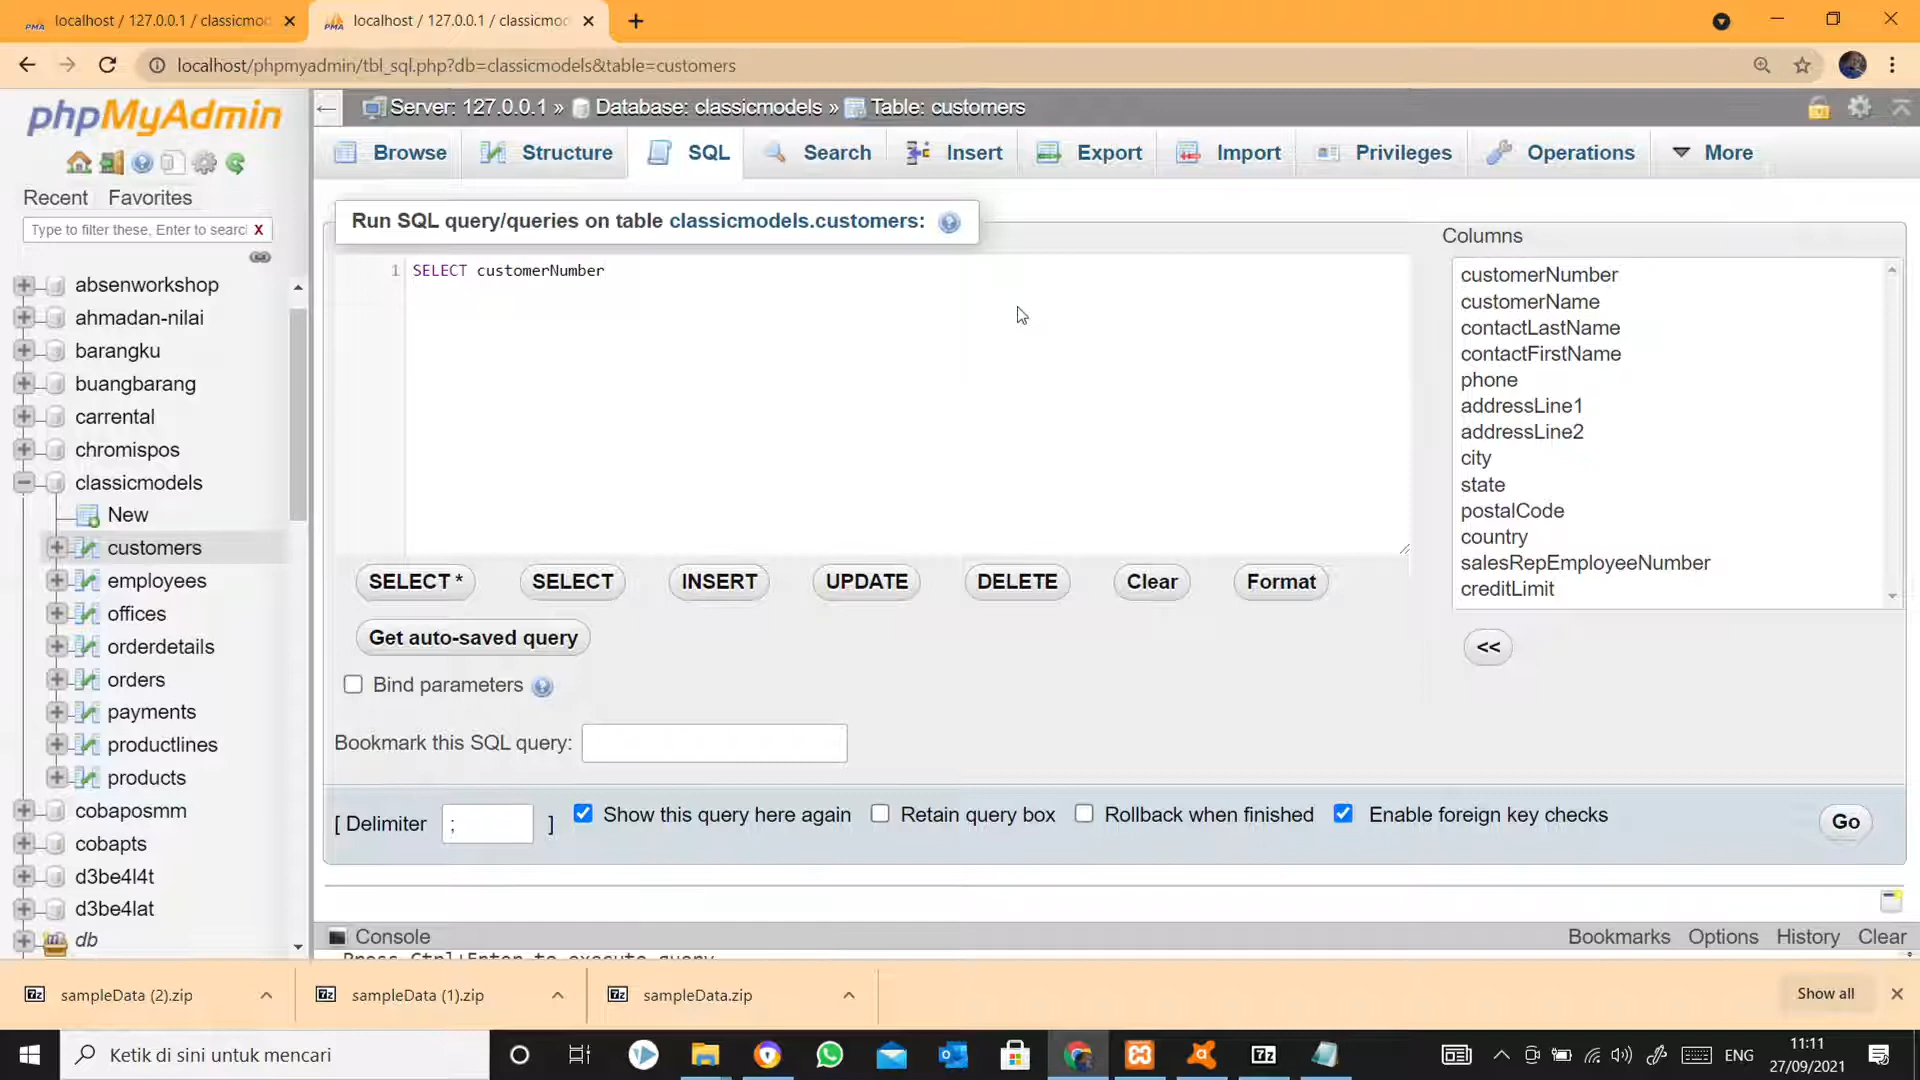 localhost / 127.0.0.1 / classicmo
localhost / 127.0.0.1 / classicmo
localhost/phpmyadmin/tbl_sql.php?db=classicmodels&table=customers
phpMyAdmin
Recent Favorites
Type to filter these, Enter to searc X
absenworkshop
ahmadan-nilai
barangku
buangbarang
carrental
chromispos
classicmodels
New
customers
employees
offices
orderdetails
orders
payments
productlines
products
cobaposmm
cobapts
d3be4l4t
d3be4lat
db
Server: 127.0.0.1 » Database: classicmodels » Table: customers
Browse Structure SQL Search Insert Export Import Privileges Operations More
Run SQL query/queries on table classicmodels.customers:
1 SELECT customerNumber
Columns
customerNumber
customerName
contactLastName
contactFirstName
phone
addressLine1
addressLine2
city
state
postalCode
country
salesRepEmployeeNumber
creditLimit
<<
SELECT * SELECT INSERT UPDATE DELETE Clear Format
Get auto-saved query
Bind parameters
Bookmark this SQL query:
[ Delimiter ; ] Show this query here again Retain query box Rollback when finished Enable foreign key checks Go
Console Bookmarks Options History Clear
Press Ctrl+Enter to execute query
sampleData (2).zip sampleData (1).zip sampleData.zip Show all
Ketik di sini untuk mencari
ENG
11:11
27/09/2021